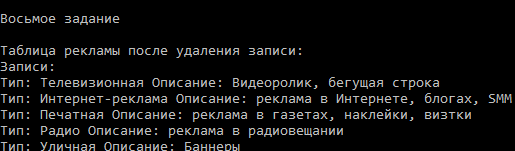 Восьмое задание
Таблица рекламы после удаления записи:
Записи:
Тип: Телевизионная Описание: Видеоролик, бегущая строка
Тип: Интернет-реклама Описание: реклама в Интернете, блогах, SMM
Тип: Печатная Описание: реклама в газетах, наклейки, визтки
Тип: Радио Описание: реклама в радиовещании
Тип: Уличная Описание: Баннеры